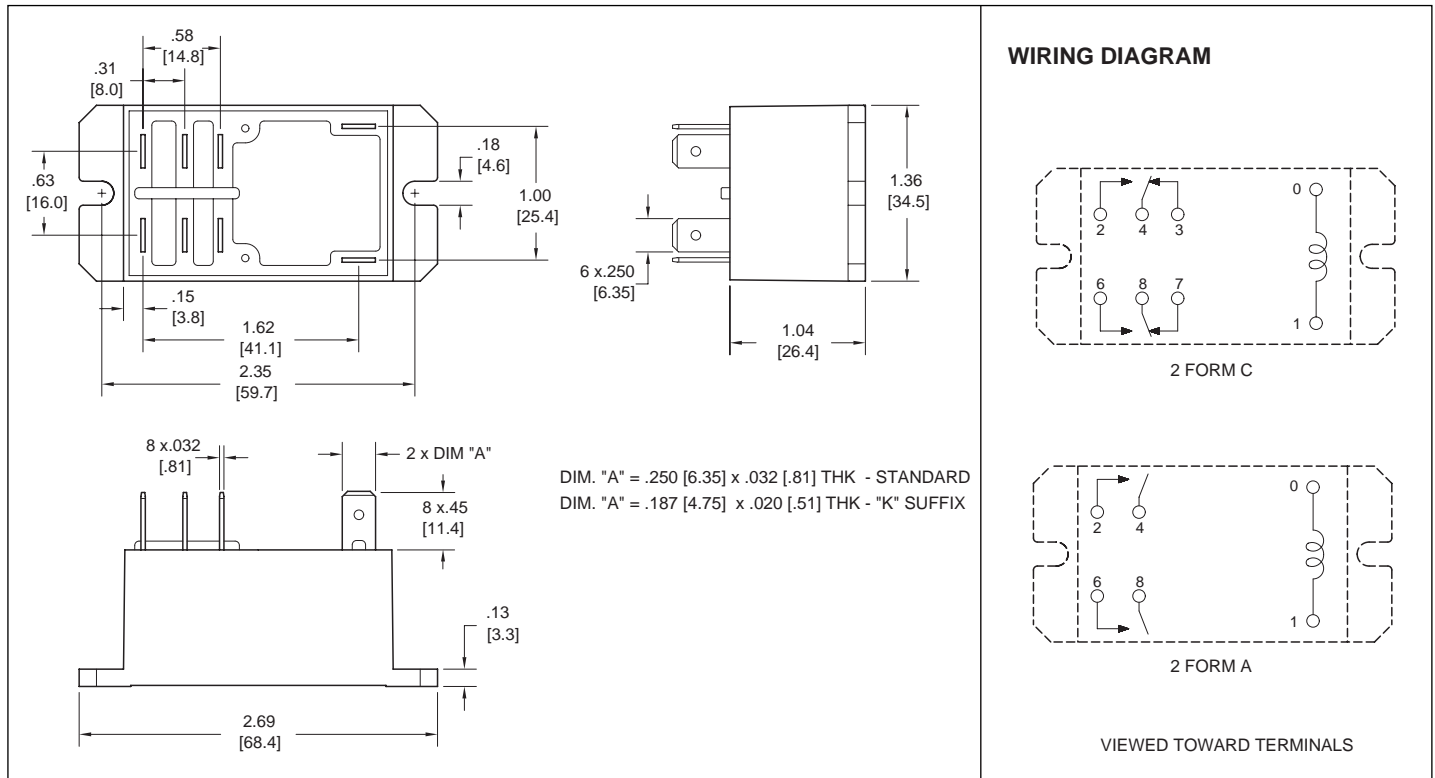 .58
[14.8]
.31
[8.0]
.63
[16.0]
.18
[4.6]
1.00
[25.4]
.15
[3.8]
1.62
[41.1]
2.35
[59.7]
1.36
[34.5]
6 x.250
[6.35]
1.04
[26.4]
8 x.032
[.81]
2 x DIM "A"
8 x.45
[11.4]
.13
[3.3]
2.69
[68.4]
DIM. "A" = .250 [6.35] x .032 [.81] THK - STANDARD
DIM. "A" = .187 [4.75] x .020 [.51] THK - "K" SUFFIX
WIRING DIAGRAM
0
2 4 3
6 8 7
1
2 FORM C
0
2 4
6 8
1
2 FORM A
VIEWED TOWARD TERMINALS